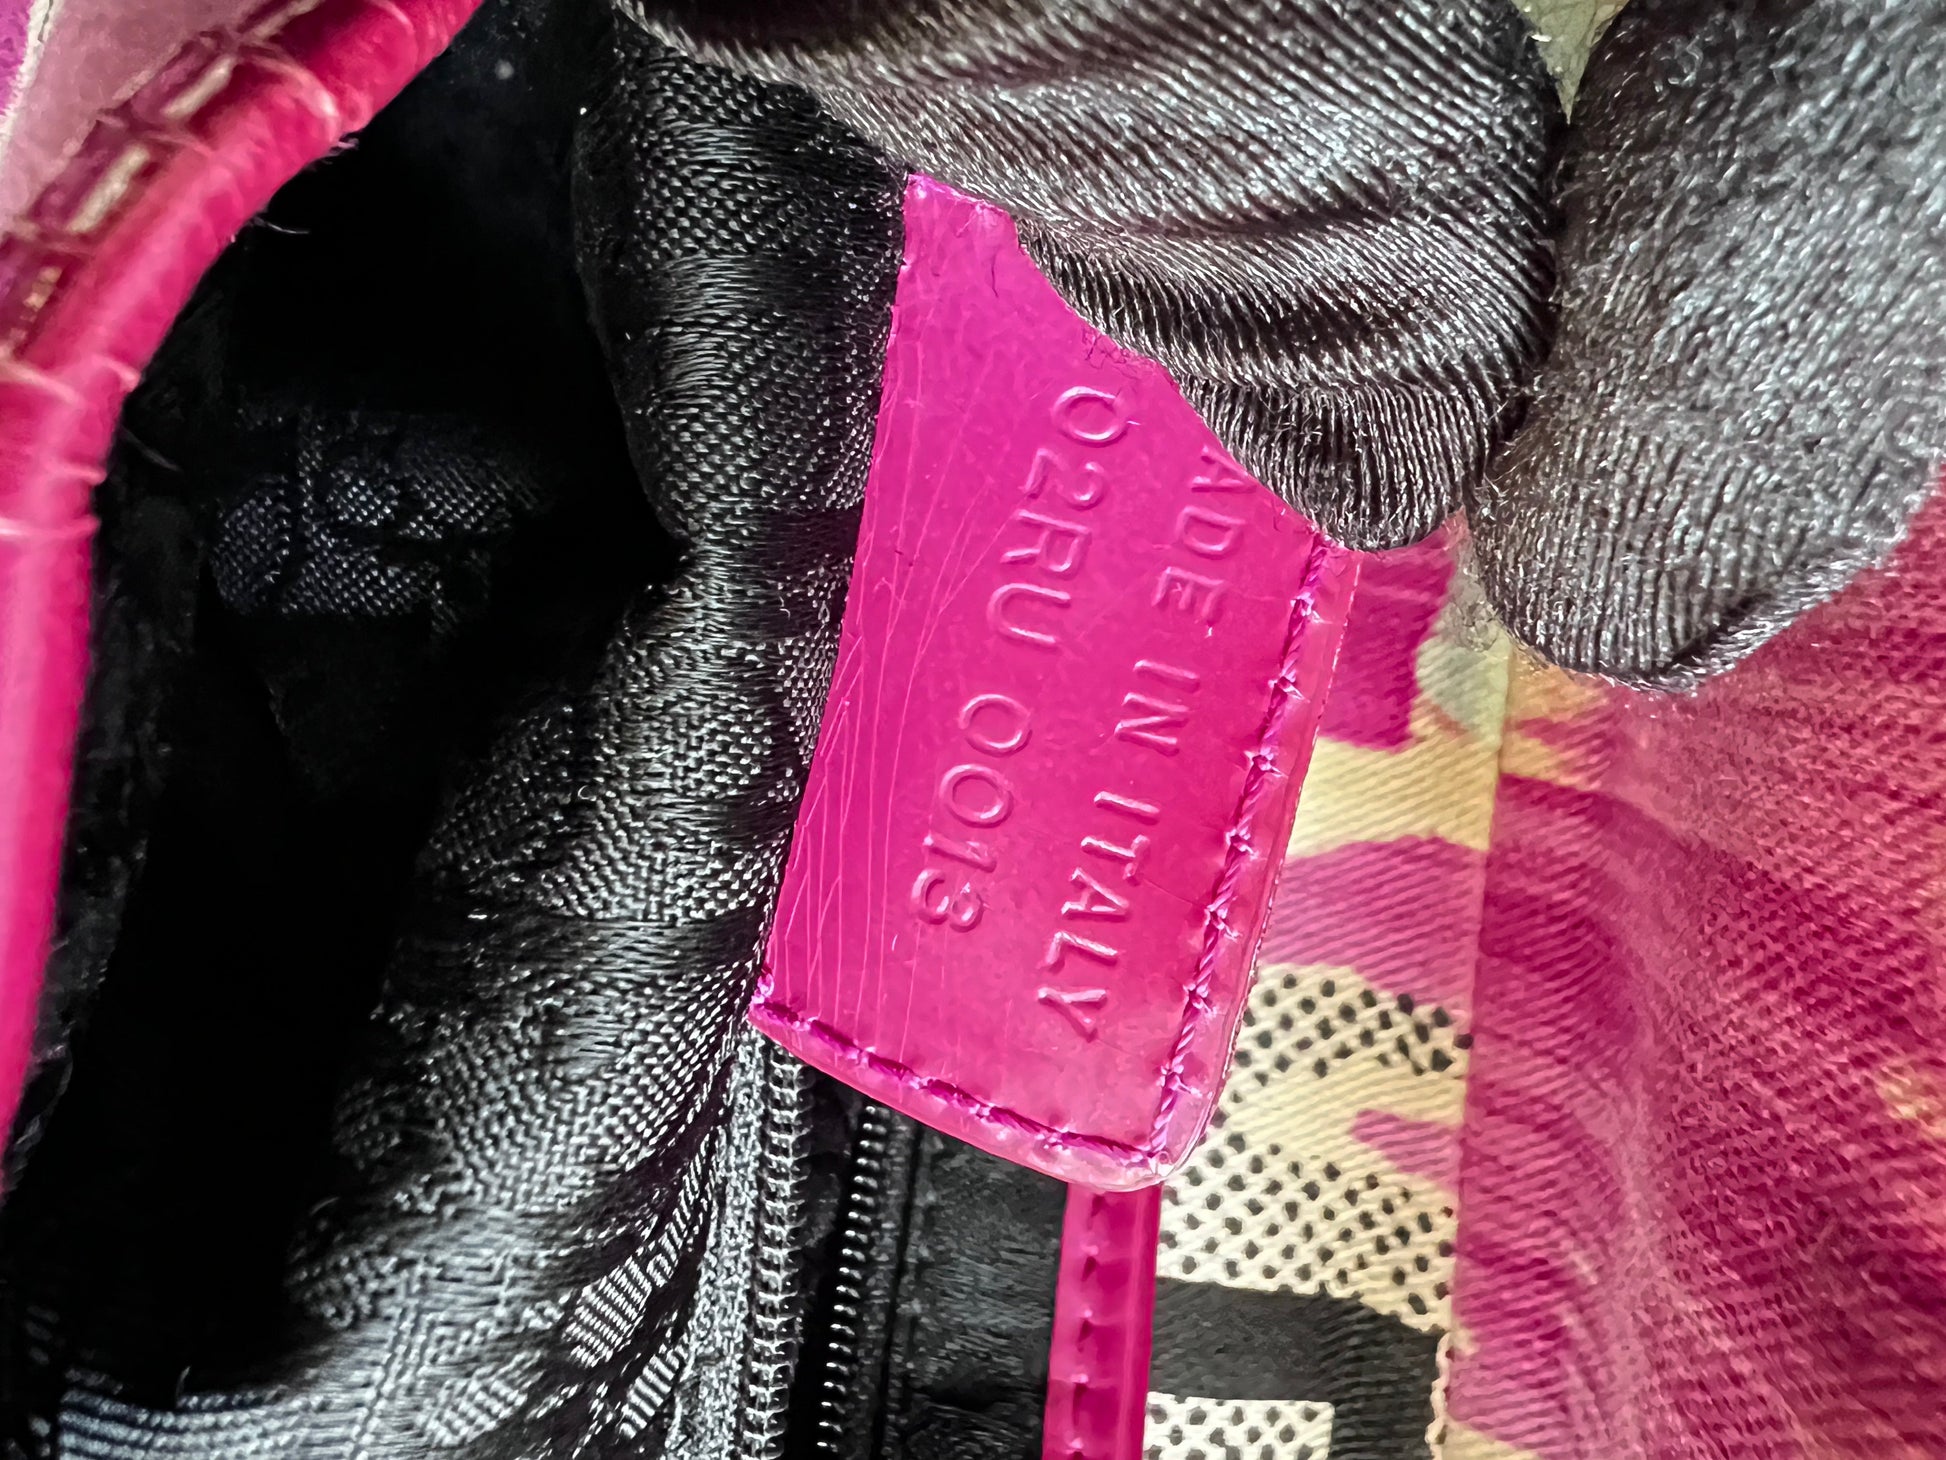 ADE IN ITALY
02RU 0013